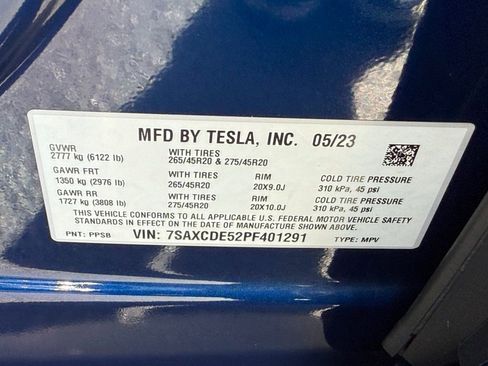 MFD BY TESLA, INC. 05/23
GVWR
2777 kg (6122 lb)
WITH TIRES
265/45R20 & 275/45R20
GAWR FRT
1350 kg (2976 lb)
WITH TIRES
265/45R20
RIM
20X9.0J
COLD TIRE PRESSURE
310 kPa, 45 psi
GAWR RR
1727 kg (3808 lb)
WITH TIRES
275/45R20
RIM
20X10.0J
COLD TIRE PRESSURE
310 kPa, 45 psi
THIS VEHICLE CONFORMS TO ALL APPLICABLE U.S. FEDERAL MOTOR VEHICLE SAFETY
STANDARDS IN EFFECT ON THE DATE OF MANUFACTURE SHOWN ABOVE.
PNT: PPSB VIN: 7SAXCDE52PF401291 TYPE: MPV